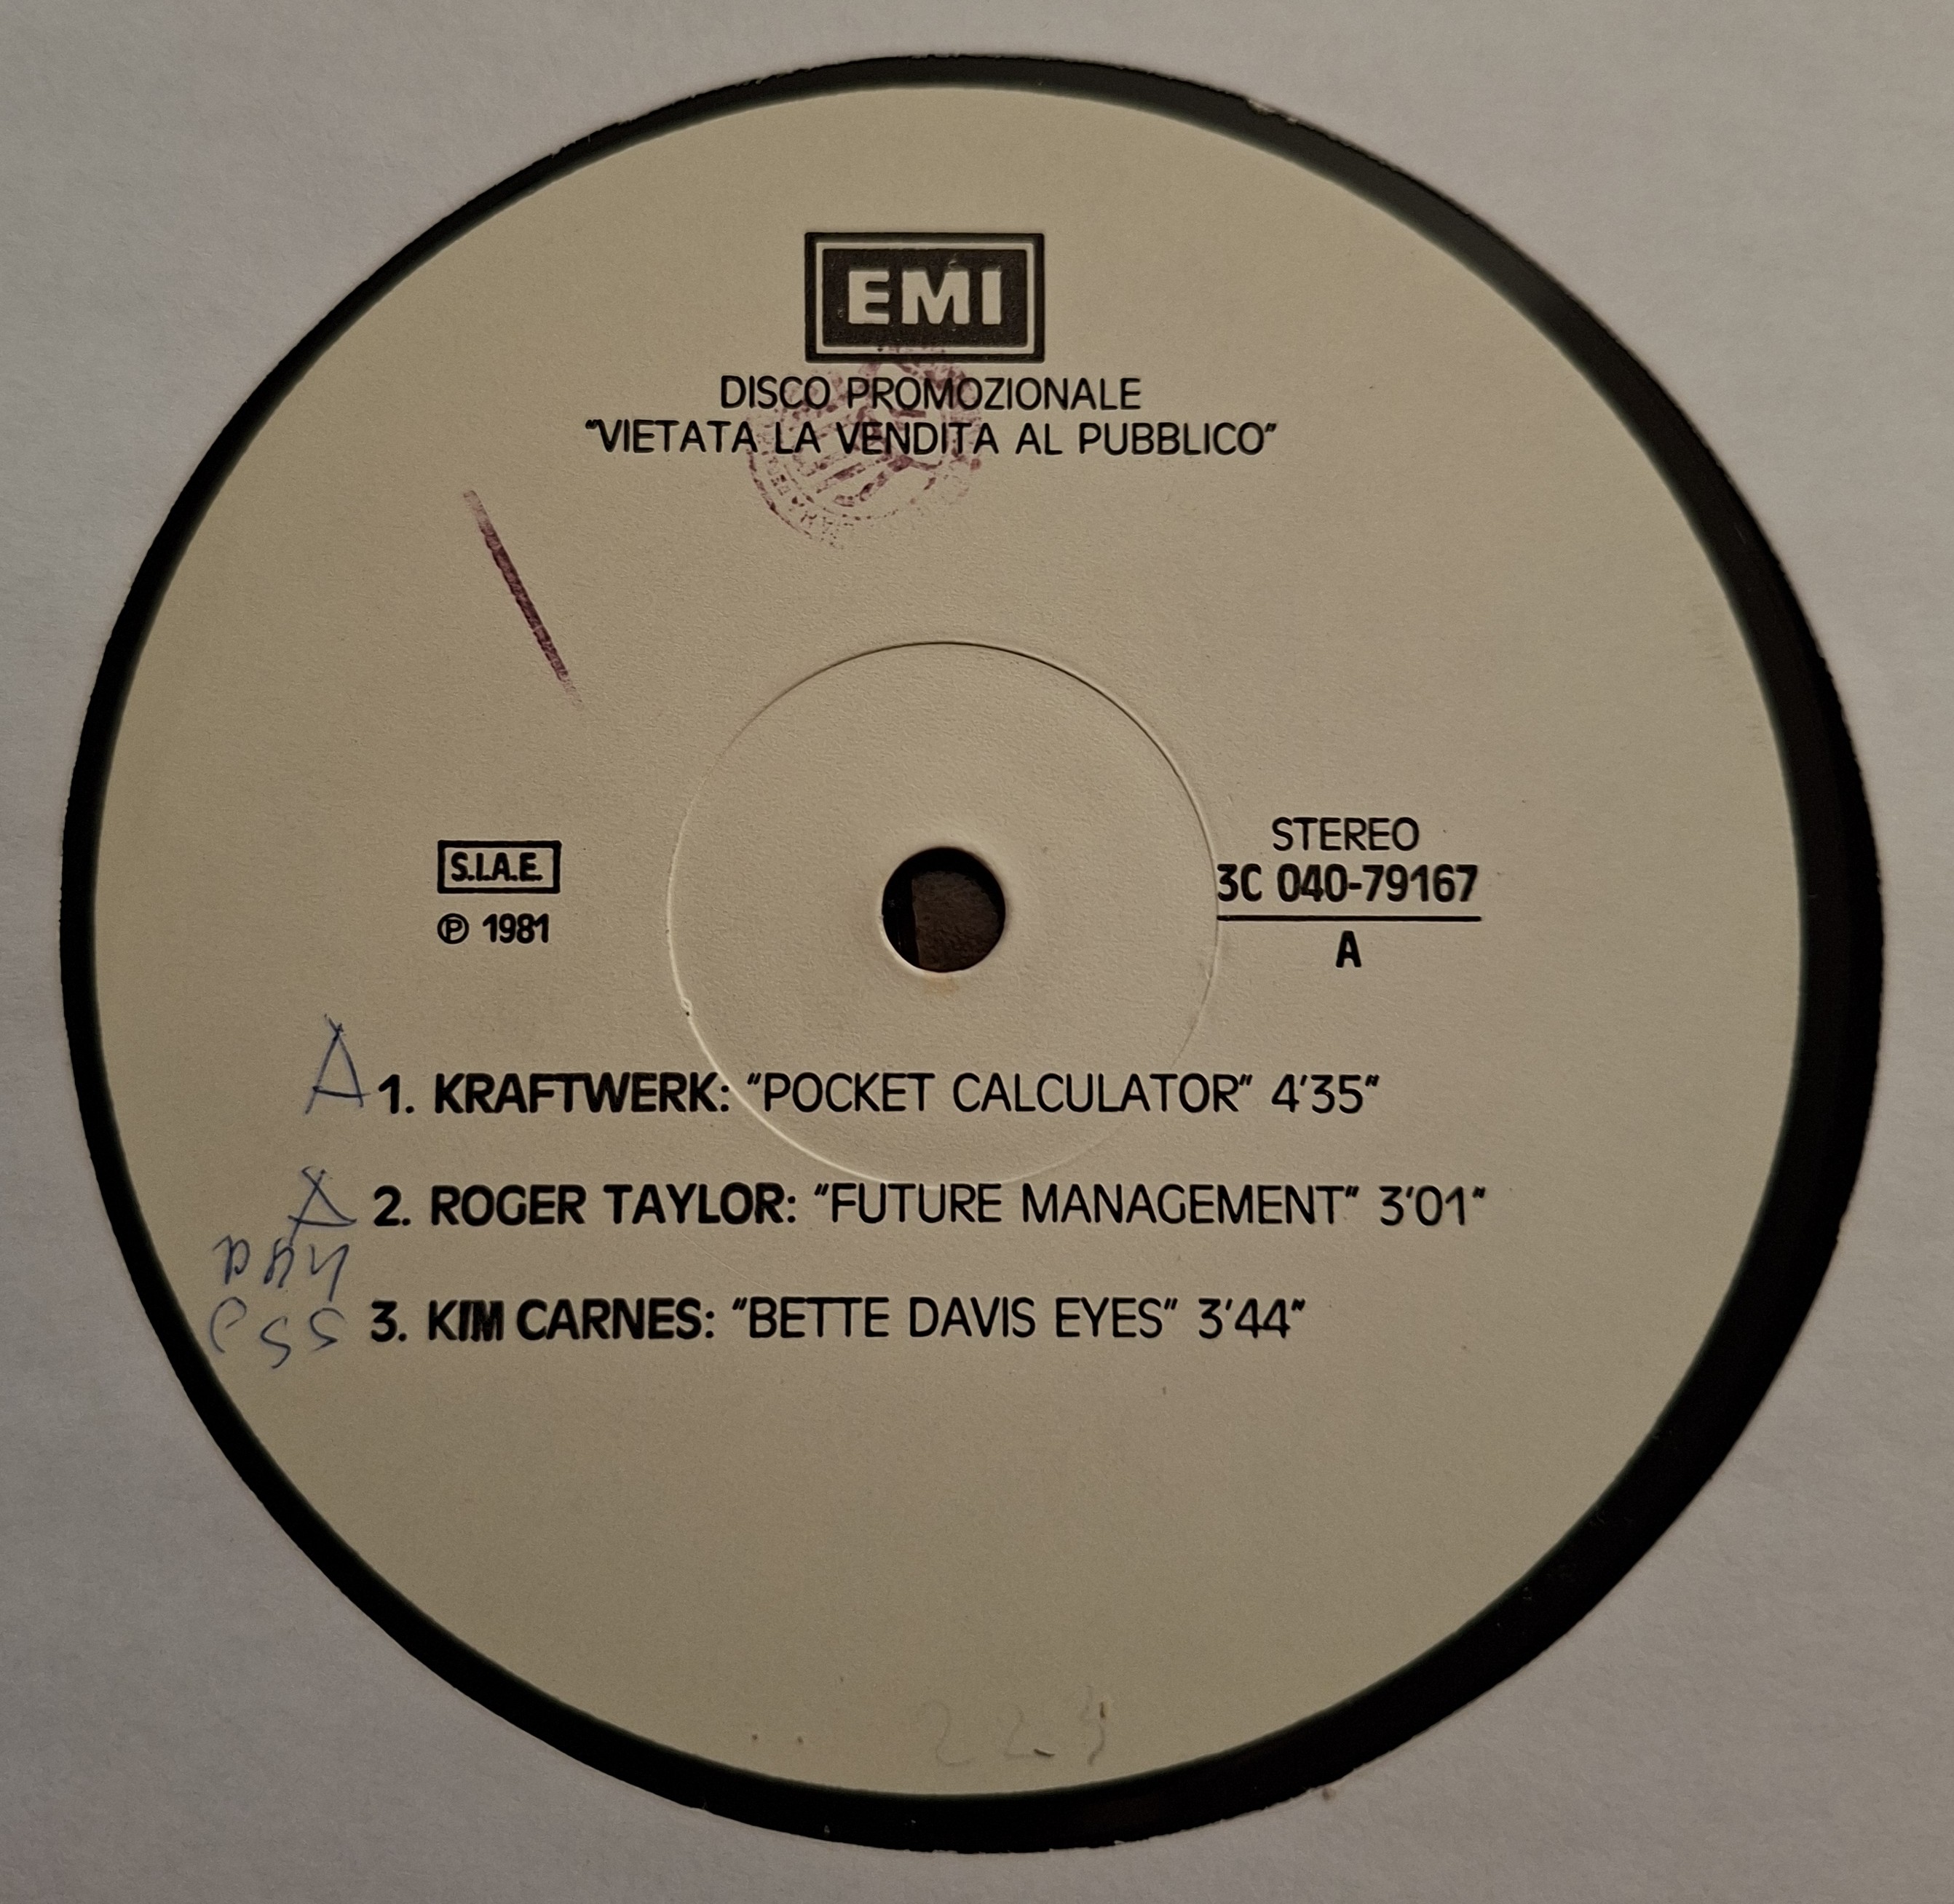 EMI
DISCO PROMOZIONALE
"VIETATA LA VENDITA AL PUBBLICO"
STEREO
S.I.A.E. 3C 040-79167
Ⓟ 1981 A
A 1. KRAFTWERK: "POCKET CALCULATOR" 4'35"
A 2. ROGER TAYLOR: "FUTURE MANAGEMENT" 3'01"
3. KIM CARNES: "BETTE DAVIS EYES" 3'44"